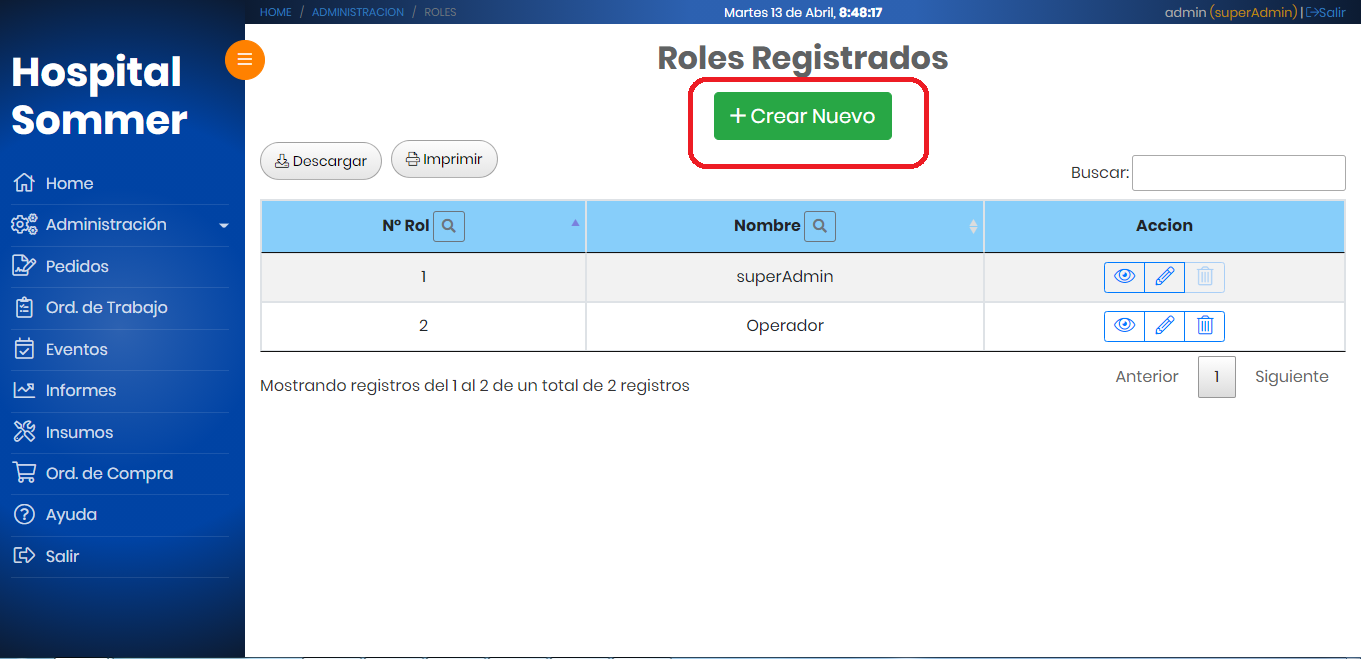 HOME / ADMINISTRACION / ROLES
Martes 13 de Abril, 8:48:17
admin (superAdmin) | Salir
Hospital
Sommer
Home
Administración
Pedidos
Ord. de Trabajo
Eventos
Informes
Insumos
Ord. de Compra
Ayuda
Salir
Roles Registrados
+ Crear Nuevo
Descargar Imprimir
Buscar:
Nº Rol Nombre Accion
1 superAdmin
2 Operador
Mostrando registros del 1 al 2 de un total de 2 registros
Anterior 1 Siguiente